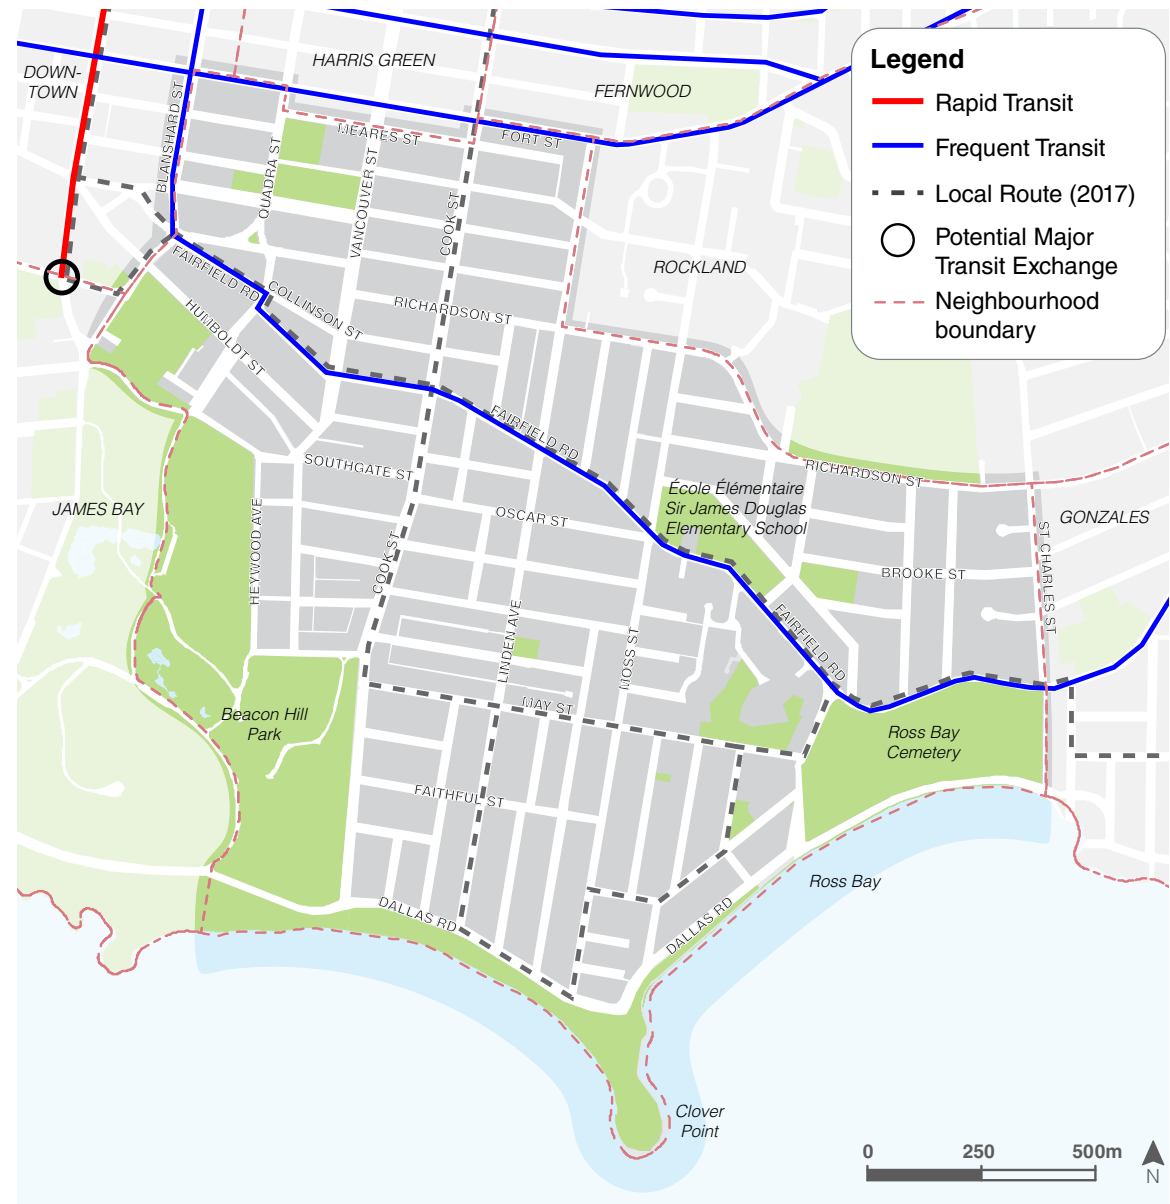 Legend
Rapid Transit
Frequent Transit
Local Route (2017)
Potential Major
Transit Exchange
Neighbourhood
boundary
DOWN-
TOWN
HARRIS GREEN
FERNWOOD
BLANSHARD ST
QUADRA ST
MEARES ST
VANCOUVER ST
FORT ST
COOK ST
ROCKLAND
FAIRFIELD RD
COLLINSON ST
RICHARDSON ST
HUMBOLDT ST
FAIRFIELD RD
SOUTHGATE ST
RICHARDSON ST
École Élémentaire
Sir James Douglas
Elementary School
JAMES BAY
HEYWOOD AVE
OSCAR ST
COOK ST
GONZALES
ST CHARLES ST
BROOKE ST
LINDEN AVE
MOSS ST
FAIRFIELD RD
MAY ST
Beacon Hill
Park
Ross Bay
Cemetery
FAITHFUL ST
Ross Bay
DALLAS RD
DALLAS RD
Clover
Point
0 250 500m
N